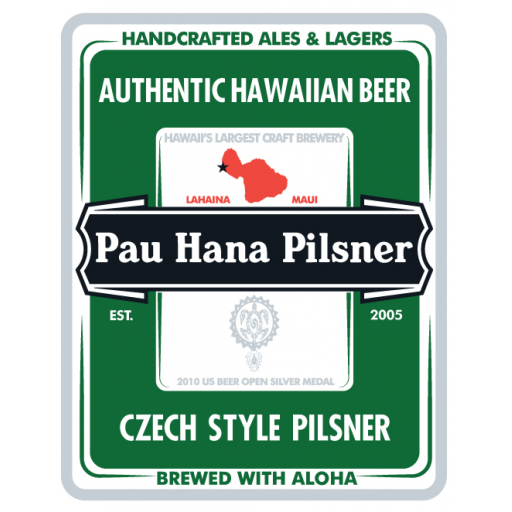 HANDCRAFTED ALES & LAGERS
AUTHENTIC HAWAIIAN BEER
HAWAII'S LARGEST CRAFT BREWERY
LAHAINA MAUI
Pau Hana Pilsner
EST. 2005
2010 US BEER OPEN SILVER MEDAL
CZECH STYLE PILSNER
BREWED WITH ALOHA